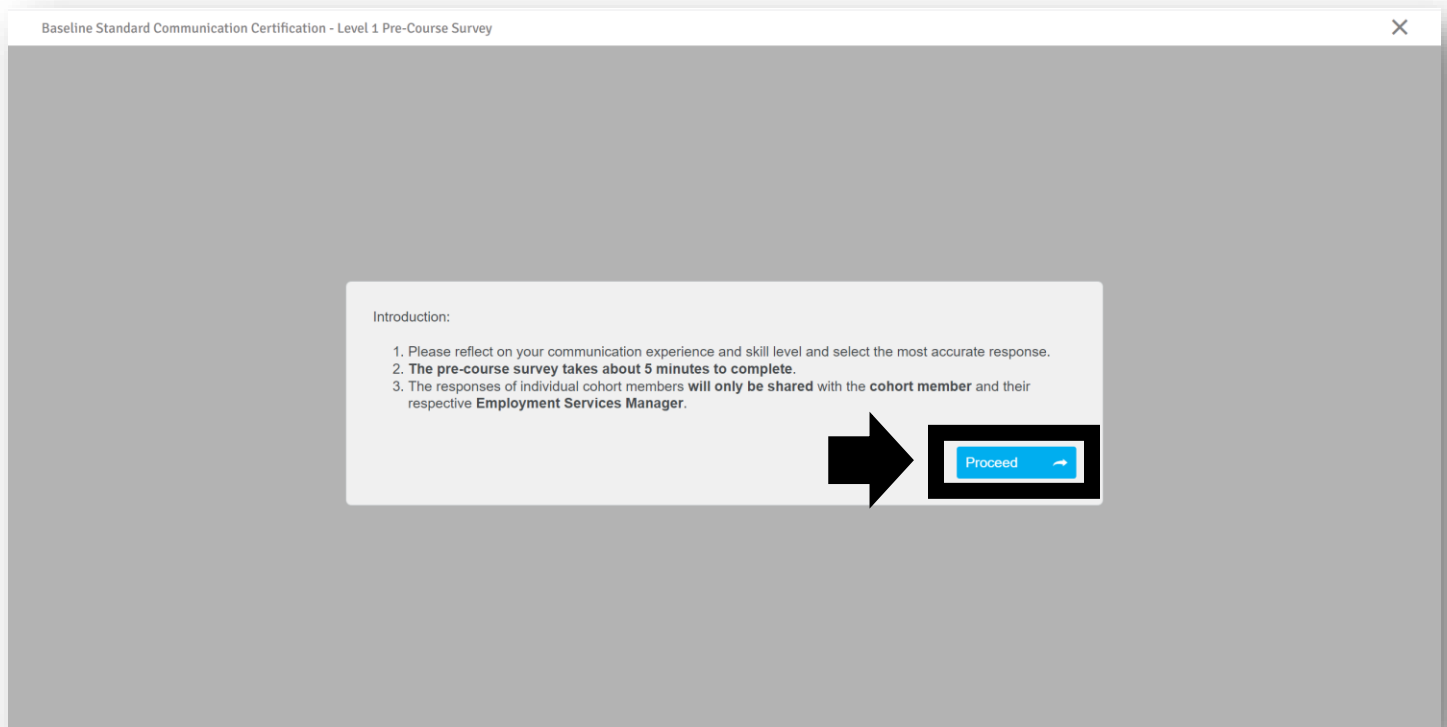 Baseline Standard Communication Certification - Level 1 Pre-Course Survey
Introduction:
1. Please reflect on your communication experience and skill level and select the most accurate response.
2. The pre-course survey takes about 5 minutes to complete.
3. The responses of individual cohort members will only be shared with the cohort member and their
respective Employment Services Manager.
Proceed